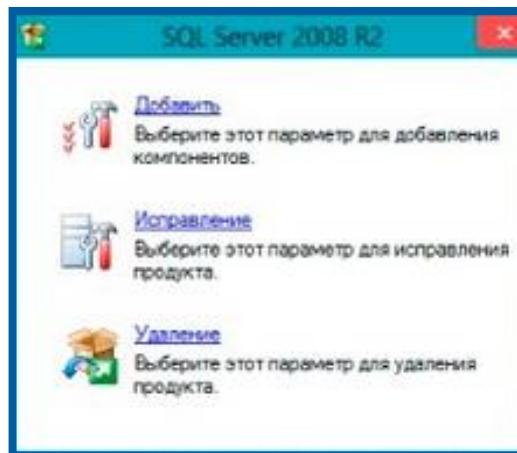 SQL Server 2008 R2
Добавить
Выберите этот параметр для добавления
компонентов.
Исправление
Выберите этот параметр для исправления
продукта.
Удаление
Выберите этот параметр для удаления
продукта.